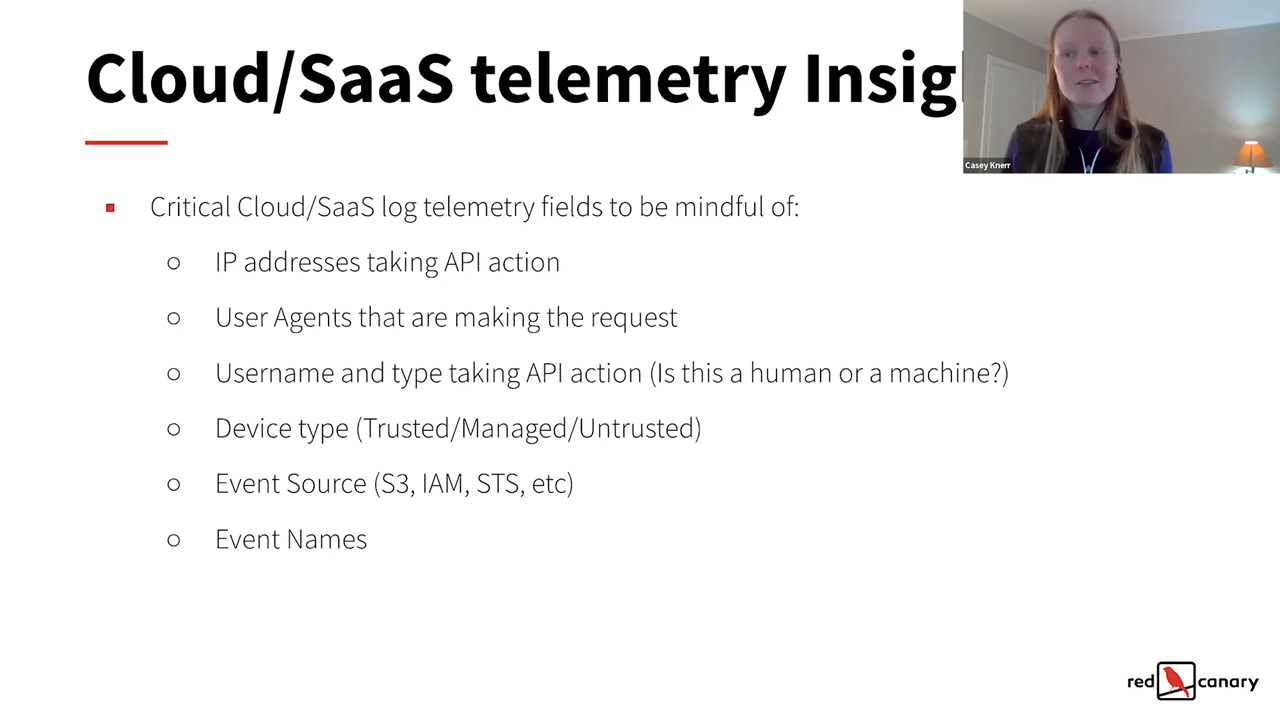 Cloud/SaaS telemetry
Casey Knerr
Critical Cloud/SaaS log telemetry fields to be mindful of:
IP addresses taking API action
User Agents that are making the request
Username and type taking API action (Is this a human or a machine?)
Device type (Trusted/Managed/Untrusted)
Event Source (S3, IAM, STS, etc)
Event Names
red canary